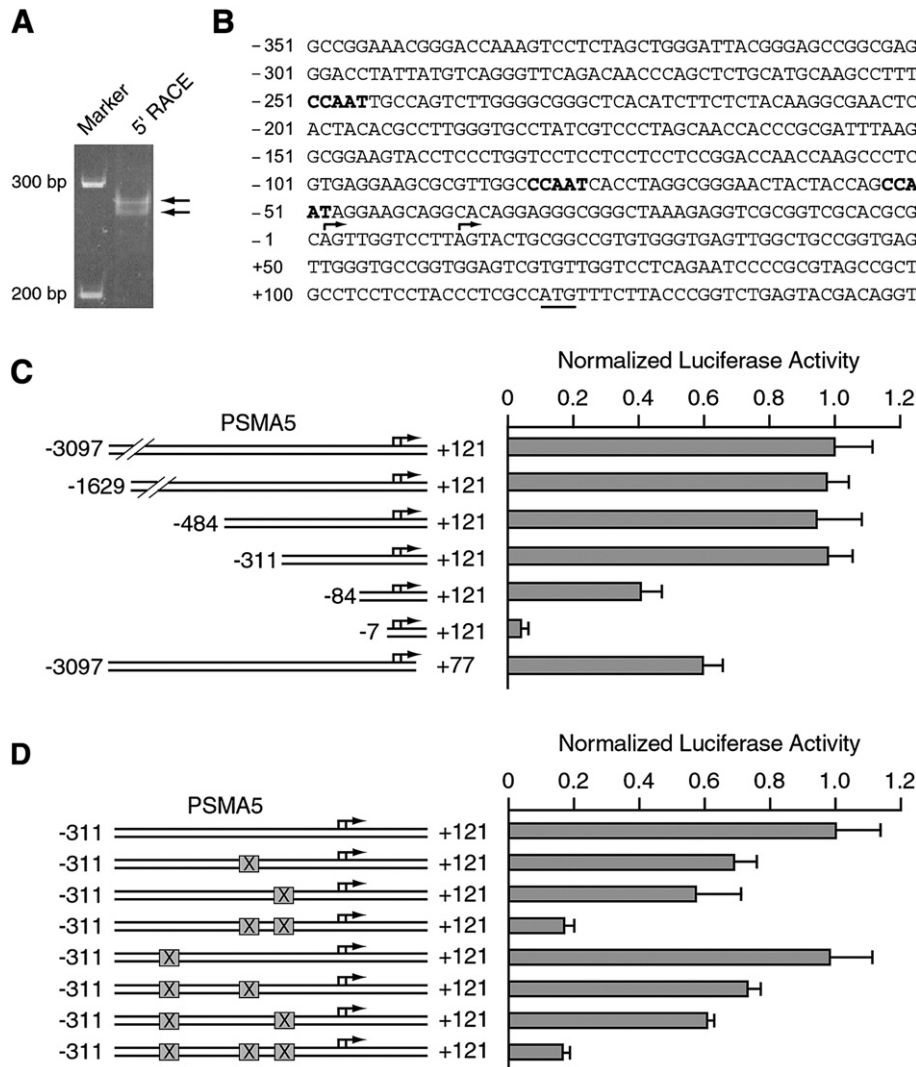 A
Marker
5' RACE
300 bp
200 bp
B
-351 GCCGGAAACGGGACCAAAGTCCTCTAGCTGGGATTACGGGAGCCGGCGAG
-301 GGACCTATTATGTCAGGGTTCAGACAACCCAGCTCTGCATGCAAGCCTTT
-251 CCAATTGCCAGTCTTGGGGCGGGCTCACATCTTCTCTACAAGGCGAACTC
-201 ACTACACGCCTTGGGTGCCTATCGTCCCTAGCAACCACCCGCGATTTAAG
-151 GCGGAAGTACCTCCCTGGTCCTCCTCCTCCTCCGGACCAACCAAGCCCTC
-101 GTGAGGAAGCGCGTTGGCCCAATCACCTAGGCGGGAACTACTACCAGCCA
-51 ATAGGAAGCAGGCACAGGAGGGCGGGCTAAAGAGGTCGCGGTCGCACGCG
-1 CAGTTGGTCCTTAGTACTGCGGCCGTGTGGGTGAGTTGGCTGCCGGTGAG
+50 TTGGGTGCCGGTGGAGTCGTGTTGGTCCTCAGAATCCCCGCGTAGCCGCT
+100 GCCTCCTCCTACCCTCGCCATGTTTCTTACCCGGTCTGAGTACGACAGGT
C
Normalized Luciferase Activity
0 0.2 0.4 0.6 0.8 1.0 1.2
PSMA5
-3097 +121
-1629 +121
-484 +121
-311 +121
-84 +121
-7 +121
-3097 +77
D
Normalized Luciferase Activity
0 0.2 0.4 0.6 0.8 1.0 1.2
PSMA5
-311 +121
-311 X +121
-311 X +121
-311 X X +121
-311 X +121
-311 X X +121
-311 X X +121
-311 X X X +121